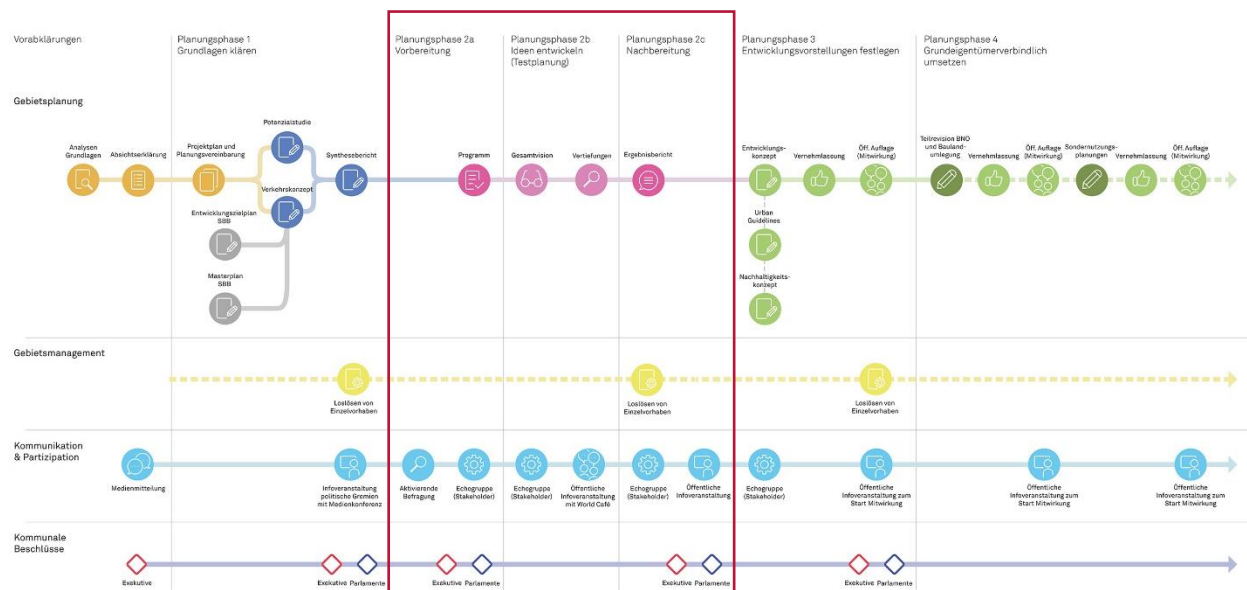 Vorabklärungen
Planungsphase 1
Grundlagen klären
Planungsphase 2a
Vorbereitung
Planungsphase 2b
Ideen entwickeln
(Testplanung)
Planungsphase 2c
Nachbereitung
Planungsphase 3
Entwicklungsvorstellungen festlegen
Planungsphase 4
Grundeigentümerverbindlich
umsetzen
Gebietsplanung
Analysen
Grundlagen
Absichtserklärung
Projektplan und
Planungsvereinbarung
Potenzialstudie
Verkehrskonzept
Synthesebericht
Entwicklungszielplan
SBB
Masterplan
SBB
Programm
Gesamtvision
Vertiefungen
Ergebnisbericht
Entwicklungs-
konzept
Vernehmlassung
Öff. Auflage
(Mitwirkung)
Urban
Guidelines
Nachhaltigkeits-
konzept
Teilrevision BNO
und Bauland-
umlegung
Vernehmlassung
Öff. Auflage
(Mitwirkung)
Sondernutzungs-
planungen
Vernehmlassung
Öff. Auflage
(Mitwirkung)
Gebietsmanagement
Loslösen von
Einzelvorhaben
Loslösen von
Einzelvorhaben
Loslösen von
Einzelvorhaben
Kommunikation
& Partizipation
Medienmitteilung
Infoveranstaltung
politische Gremien
mit Medienkonferenz
Aktivierende
Befragung
Echogruppe
(Stakeholder)
Echogruppe
(Stakeholder)
Öffentliche
Infoveranstaltung
mit World Café
Echogruppe
(Stakeholder)
Öffentliche
Infoveranstaltung
Echogruppe
(Stakeholder)
Öffentliche
Infoveranstaltung zum
Start Mitwirkung
Öffentliche
Infoveranstaltung zum
Start Mitwirkung
Öffentliche
Infoveranstaltung zum
Start Mitwirkung
Kommunale
Beschlüsse
Exekutive
Exekutive Parlamente
Exekutive Parlamente
Exekutive Parlamente
Exekutive Parlamente